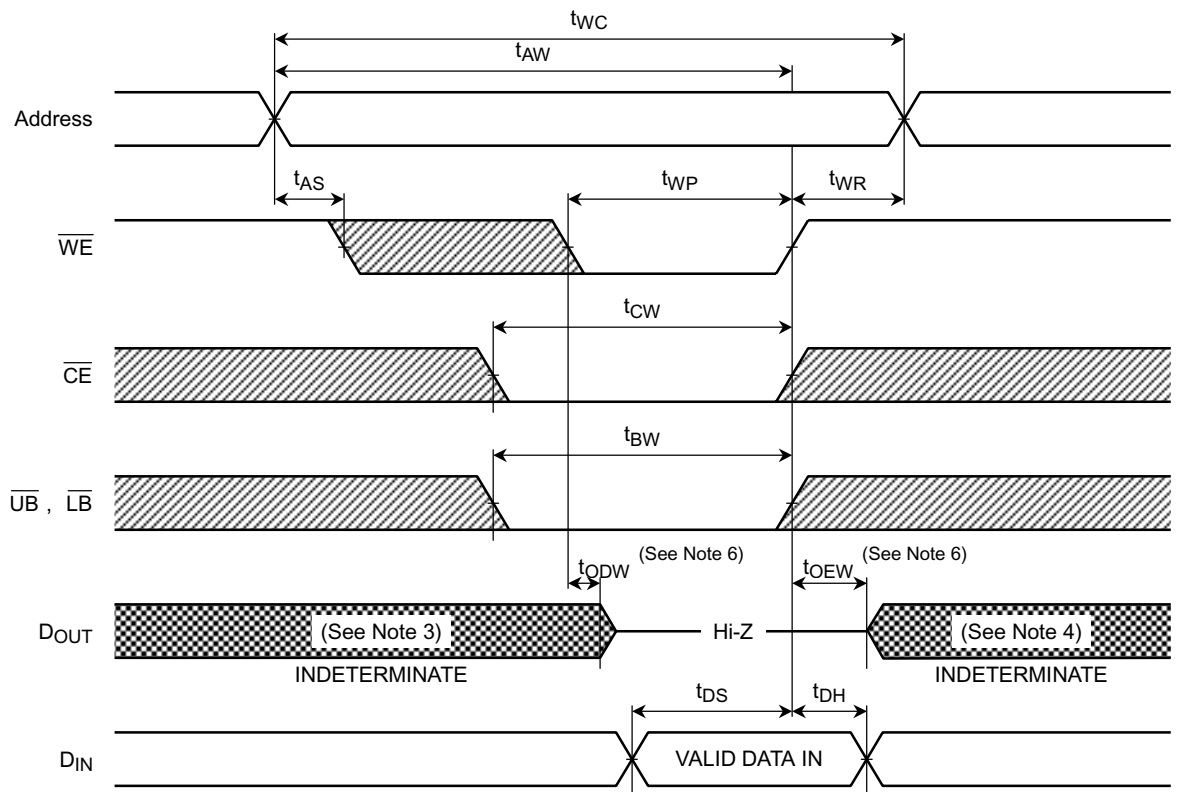 tWC
tAW
Address
tAS
tWP
tWR
WE
tCW
CE
tBW
UB , LB
tODW
(See Note 6)
tOEW
(See Note 6)
DOUT
(See Note 3)
Hi-Z
(See Note 4)
INDETERMINATE
INDETERMINATE
tDS
tDH
DIN
VALID DATA IN